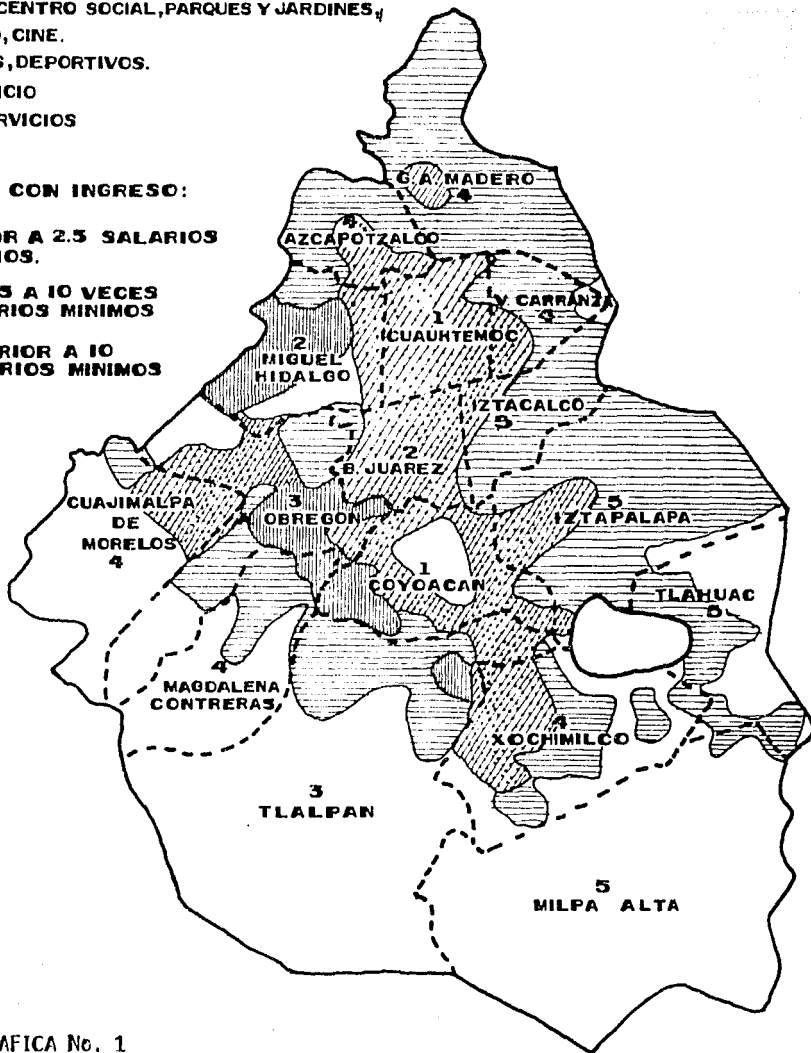 CENTRO SOCIAL, PARQUES Y JARDINES,
, CINE.
, DEPORTIVOS.
ICIO
RVICIOS
CON INGRESO:
OR A 2.5 SALARIOS
OS.
5 A 10 VECES
RIOS MINIMOS
RIOR A 10
ARIOS MINIMOS
G.A. MADERO
4
4
AZCAPOTZALCO
V. CARRANZA
1
CUAUHTEMOC
2
MIGUEL
HIDALGO
IZTACALCO
5
2
B. JUAREZ
CUAJIMALPA
DE
MORELOS
4
3
OBREGON
5
IZTAPALAPA
1
COYOACAN
TLAHUAC
5
4
MAGDALENA
CONTRERAS
4
XOCHIMILCO
3
TLALPAN
5
MILPA ALTA
AFICA No. 1